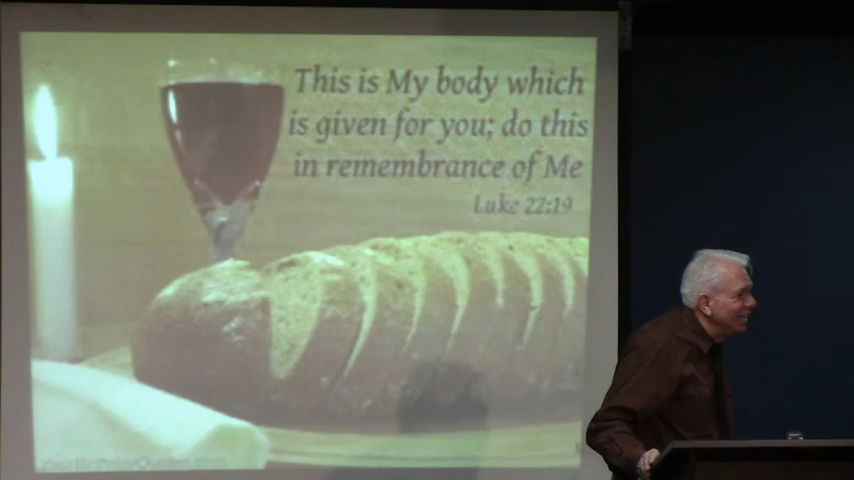 This is My body which
is given for you; do this
in remembrance of Me
Luke 22:19